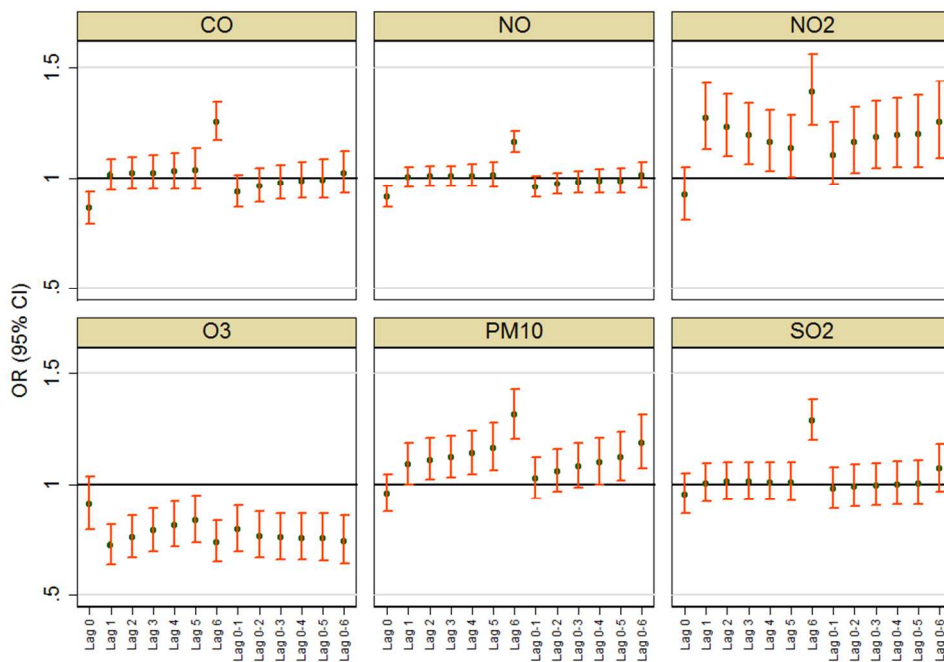 CO
NO
NO2
1.5
1
.5
O3
PM10
SO2
1.5
1
.5
OR (95% CI)
Lag 0
Lag 1
Lag 2
Lag 3
Lag 4
Lag 5
Lag 6
Lag 0-1
Lag 0-2
Lag 0-3
Lag 0-4
Lag 0-5
Lag 0-6
Lag 0
Lag 1
Lag 2
Lag 3
Lag 4
Lag 5
Lag 6
Lag 0-1
Lag 0-2
Lag 0-3
Lag 0-4
Lag 0-5
Lag 0-6
Lag 0
Lag 1
Lag 2
Lag 3
Lag 4
Lag 5
Lag 6
Lag 0-1
Lag 0-2
Lag 0-3
Lag 0-4
Lag 0-5
Lag 0-6